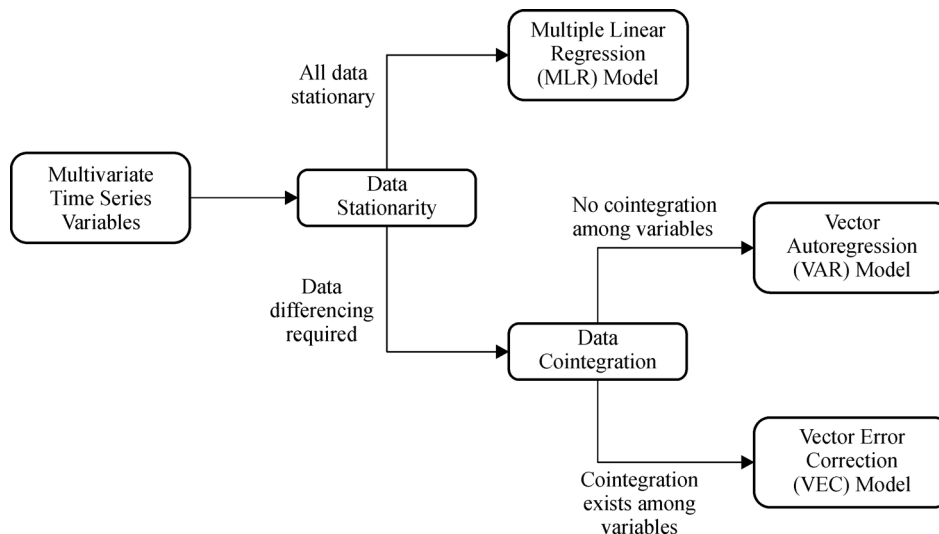 Multiple Linear
Regression
(MLR) Model
All data
stationary
Multivariate
Time Series
Variables
Data
Stationarity
No cointegration
among variables
Vector
Autoregression
(VAR) Model
Data
differencing
required
Data
Cointegration
Vector Error
Correction
(VEC) Model
Cointegration
exists among
variables